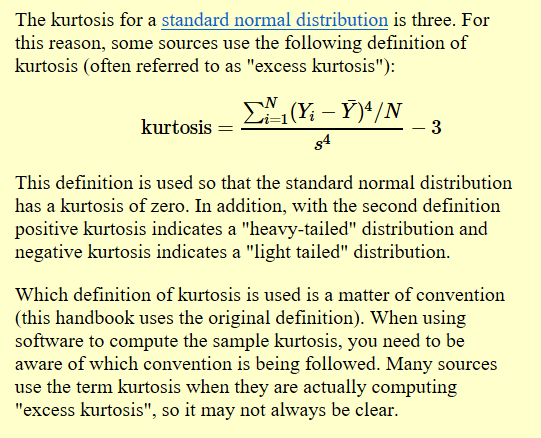 The kurtosis for a standard normal distribution is three. For
this reason, some sources use the following definition of
kurtosis (often referred to as "excess kurtosis"):
kurtosis = \frac{\sum_{i=1}^{N}(Y_i - \bar{Y})^4/N}{s^4} - 3
This definition is used so that the standard normal distribution
has a kurtosis of zero. In addition, with the second definition
positive kurtosis indicates a "heavy-tailed" distribution and
negative kurtosis indicates a "light tailed" distribution.
Which definition of kurtosis is used is a matter of convention
(this handbook uses the original definition). When using
software to compute the sample kurtosis, you need to be
aware of which convention is being followed. Many sources
use the term kurtosis when they are actually computing
"excess kurtosis", so it may not always be clear.